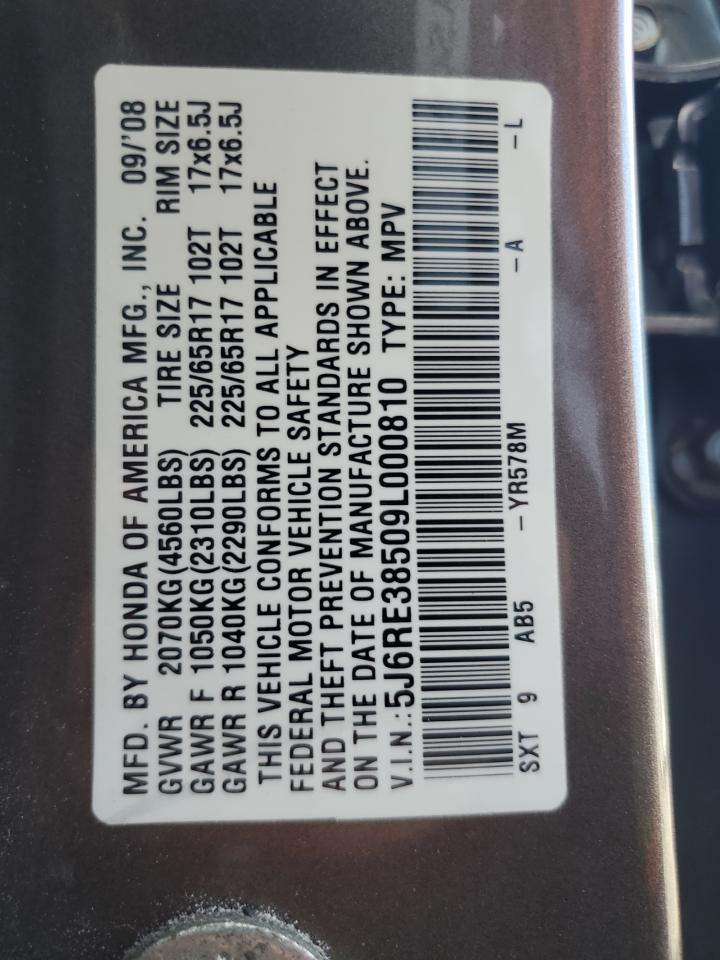 MFD. BY HONDA OF AMERICA MFG., INC. 09/'08
GVWR 2070KG(4560LBS) TIRE SIZE RIM SIZE
GAWR F 1050KG(2310LBS) 225/65R17 102T 17x6.5J
GAWR R 1040KG(2290LBS) 225/65R17 102T 17x6.5J
THIS VEHICLE CONFORMS TO ALL APPLICABLE
FEDERAL MOTOR VEHICLE SAFETY
AND THEFT PREVENTION STANDARDS IN EFFECT
ON THE DATE OF MANUFACTURE SHOWN ABOVE.
V.I.N.: 5J6RE38509L000810 TYPE: MPV
SXT 9 AB5 -YR578M -A -L